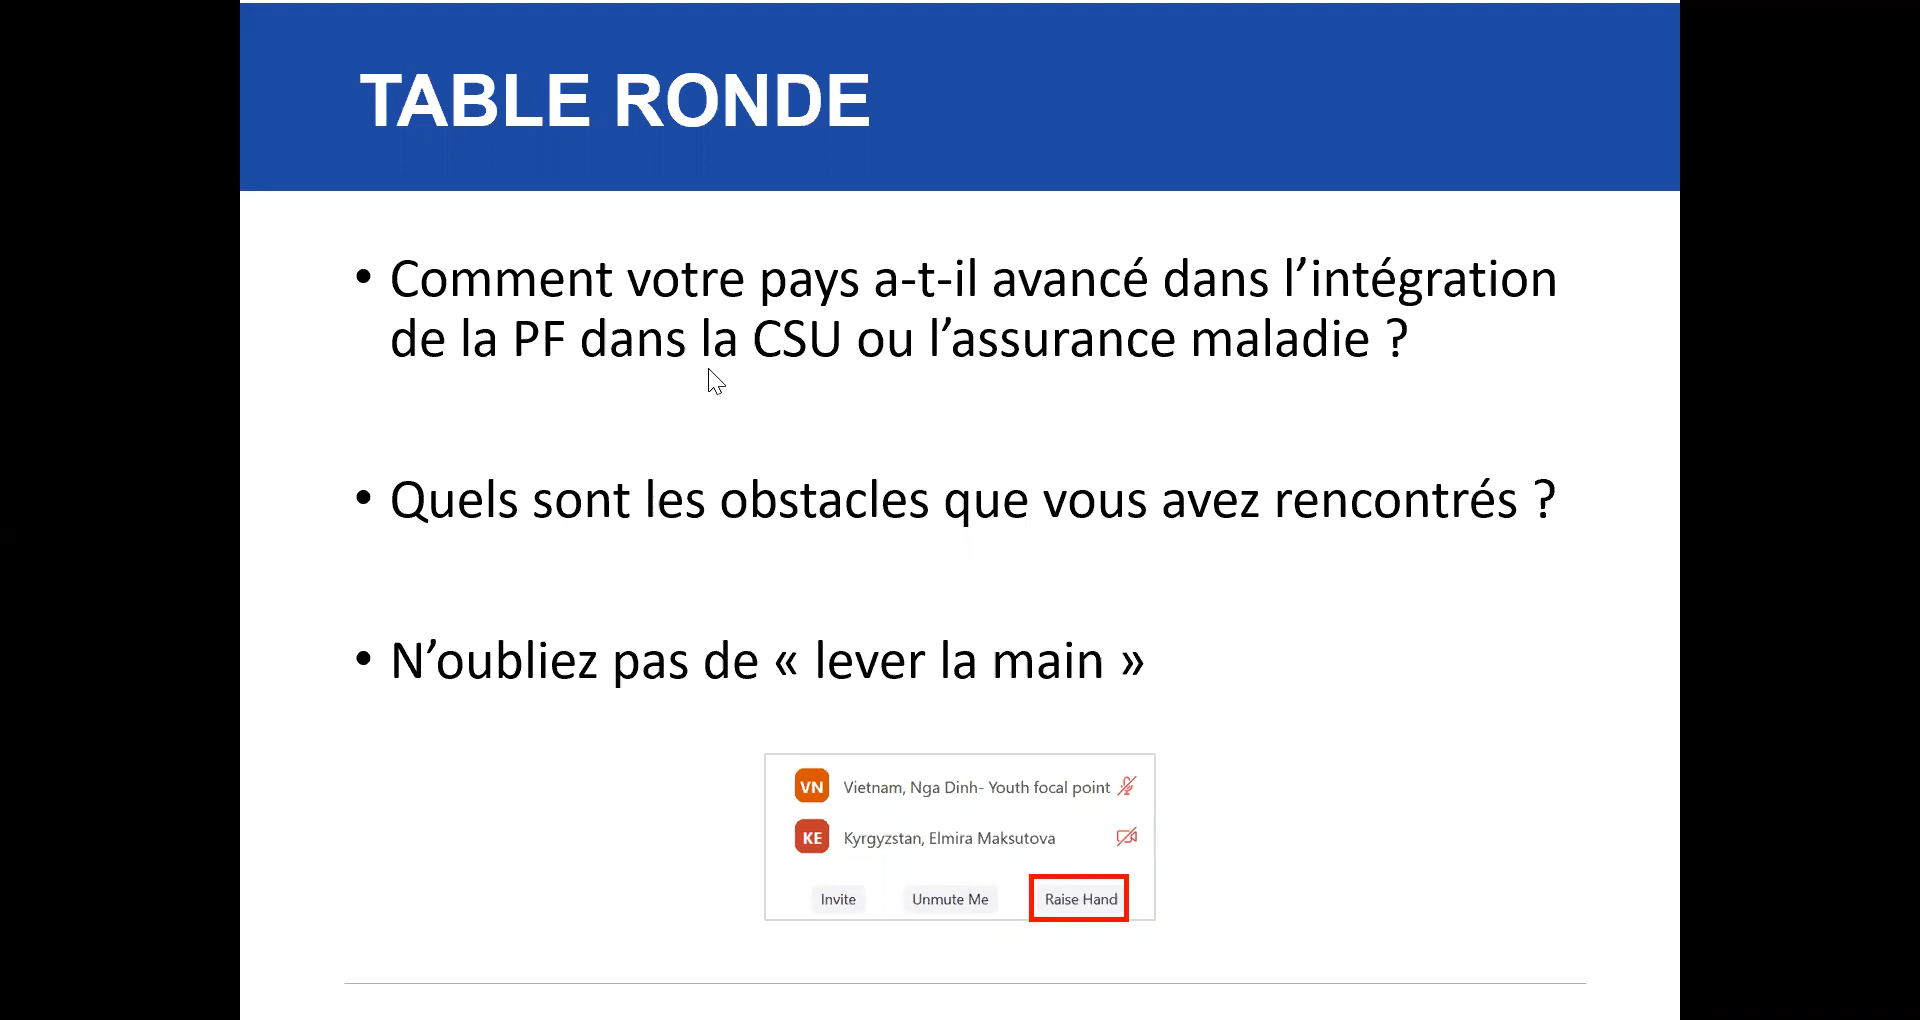 TABLE RONDE
• Comment votre pays a-t-il avancé dans l’intégration
de la PF dans la CSU ou l’assurance maladie ?
• Quels sont les obstacles que vous avez rencontrés ?
• N’oubliez pas de « lever la main »
VN Vietnam, Nga Dinh- Youth focal point
KE Kyrgyzstan, Elmira Maksutova
Invite Unmute Me Raise Hand